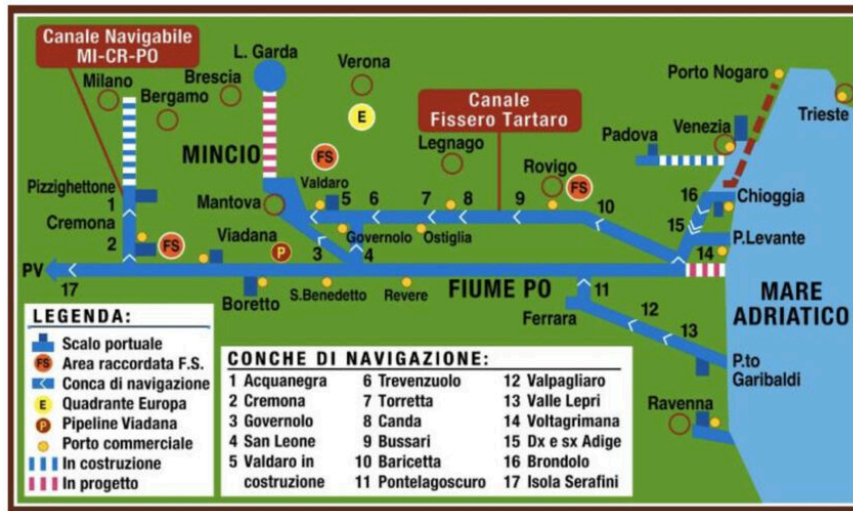 Canale Navigabile
MI-CR-PO
L. Garda
Verona
Porto Nogaro
Milano
Brescia
Bergamo
E
Canale
Fissero Tartaro
Trieste
Padova
Venezia
MINCIO
FS
Legnago
Rovigo
FS
Pizzighettone
Valdaro
16
Chioggia
1
Mantova
5
6
7
8
9
10
15
Cremona
Viadana
Governolo
Ostiglia
P.Levante
2
FS
P
3
4
14
PV
17
Boretto
S.Benedetto
Revere
FIUME PO
11
MARE
ADRIATICO
Ferrara
12
13
P.to
Garibaldi
Ravenna
LEGENDA:
Scalo portuale
FS Area raccordata F.S.
Conca di navigazione
E Quadrante Europa
P Pipeline Viadana
Porto commerciale
In costruzione
In progetto
CONCHE DI NAVIGAZIONE:
1 Acquanegra
2 Cremona
3 Governolo
4 San Leone
5 Valdaro in
costruzione
6 Trevenzuolo
7 Torretta
8 Canda
9 Bussari
10 Baricetta
11 Pontelagoscuro
12 Valpagliaro
13 Valle Lepri
14 Voltagrimana
15 Dx e sx Adige
16 Brondolo
17 Isola Serafini